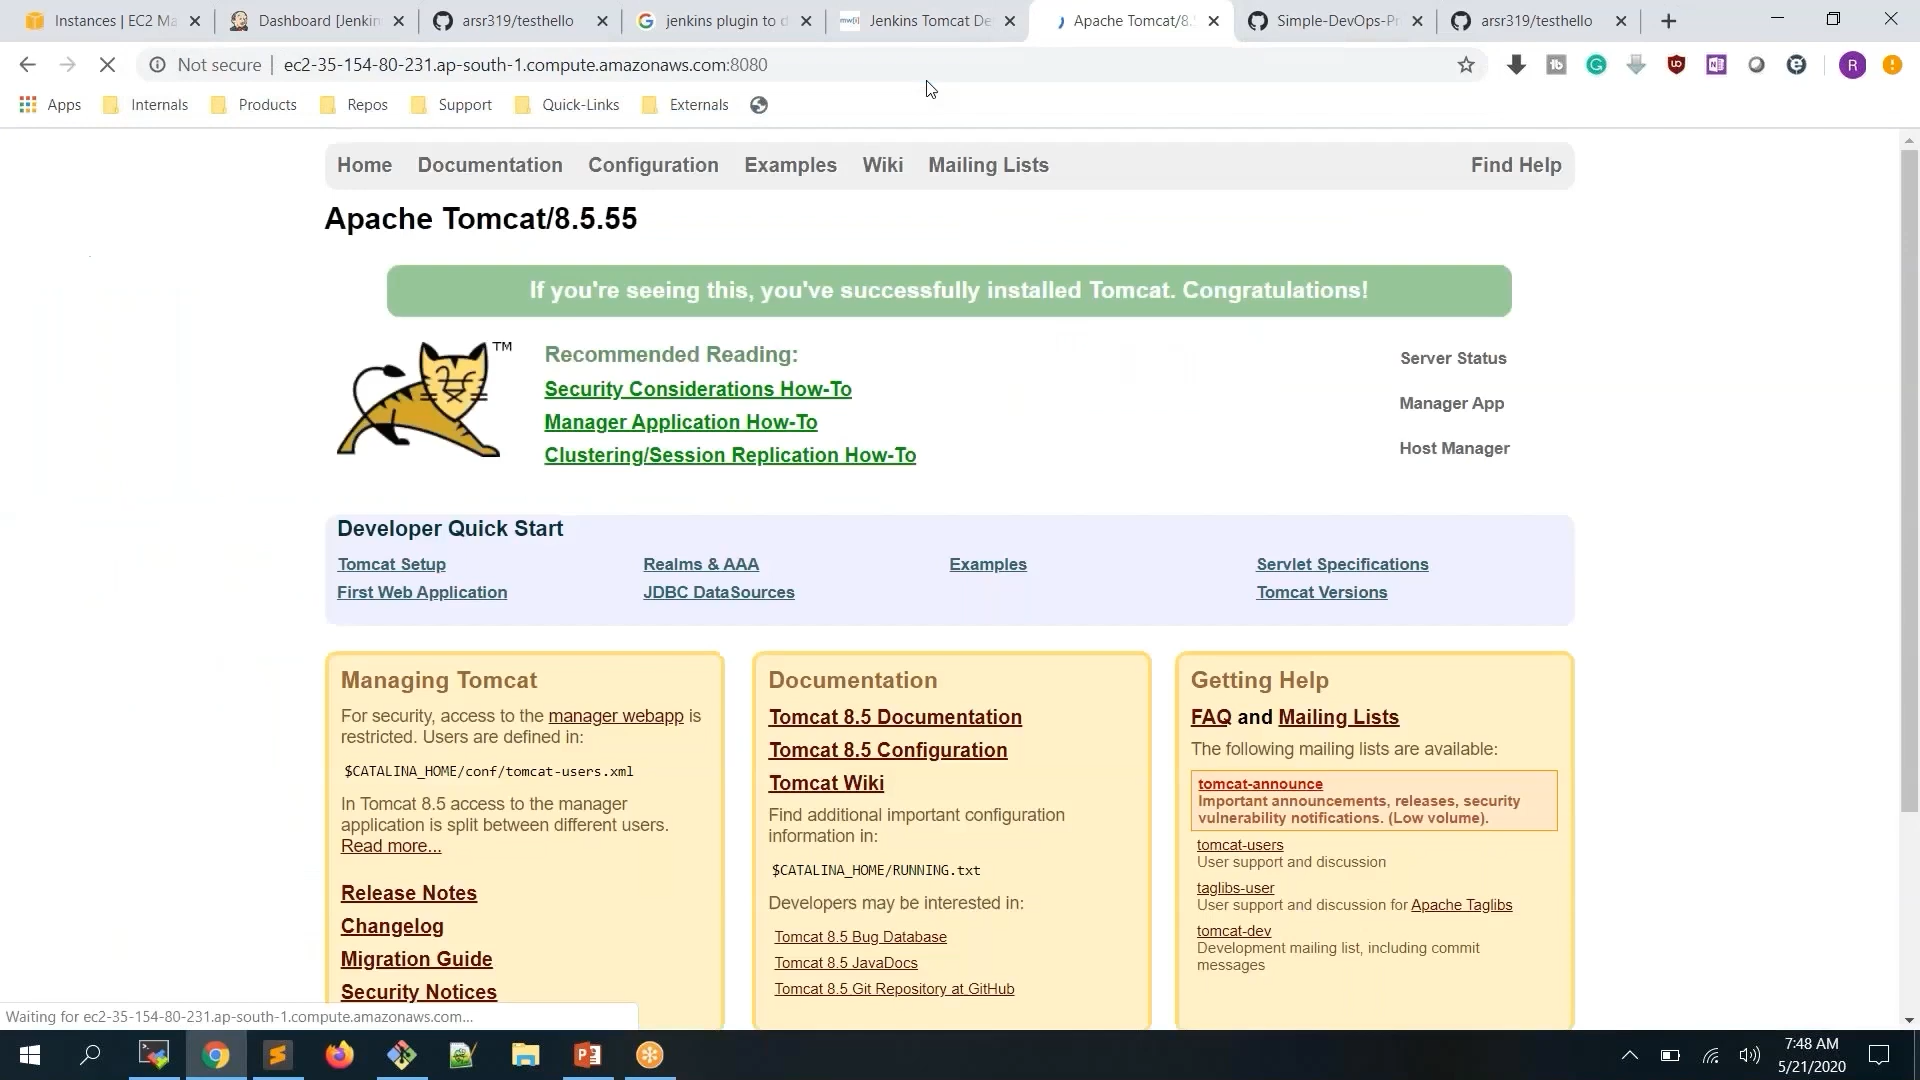 Instances | EC2 Ma
Dashboard [Jenkin
arsr319/testhello
jenkins plugin to d
Jenkins Tomcat De
Apache Tomcat/8.
Simple-DevOps-Pr
arsr319/testhello
Not secure | ec2-35-154-80-231.ap-south-1.compute.amazonaws.com:8080
R
Apps
Internals
Products
Repos
Support
Quick-Links
Externals
Home
Documentation
Configuration
Examples
Wiki
Mailing Lists
Find Help
Apache Tomcat/8.5.55
If you're seeing this, you've successfully installed Tomcat. Congratulations!
TM
Recommended Reading:
Security Considerations How-To
Manager Application How-To
Clustering/Session Replication How-To
Server Status
Manager App
Host Manager
Developer Quick Start
Tomcat Setup
Realms & AAA
Examples
Servlet Specifications
First Web Application
JDBC DataSources
Tomcat Versions
Managing Tomcat
For security, access to the manager webapp is
restricted. Users are defined in:
$CATALINA_HOME/conf/tomcat-users.xml
In Tomcat 8.5 access to the manager
application is split between different users.
Read more...
Release Notes
Changelog
Migration Guide
Security Notices
Documentation
Tomcat 8.5 Documentation
Tomcat 8.5 Configuration
Tomcat Wiki
Find additional important configuration
information in:
$CATALINA_HOME/RUNNING.txt
Developers may be interested in:
Tomcat 8.5 Bug Database
Tomcat 8.5 JavaDocs
Tomcat 8.5 Git Repository at GitHub
Getting Help
FAQ and Mailing Lists
The following mailing lists are available:
tomcat-announce
Important announcements, releases, security
vulnerability notifications. (Low volume).
tomcat-users
User support and discussion
taglibs-user
User support and discussion for Apache Taglibs
tomcat-dev
Development mailing list, including commit
messages
Waiting for ec2-35-154-80-231.ap-south-1.compute.amazonaws.com...
7:48 AM
5/21/2020